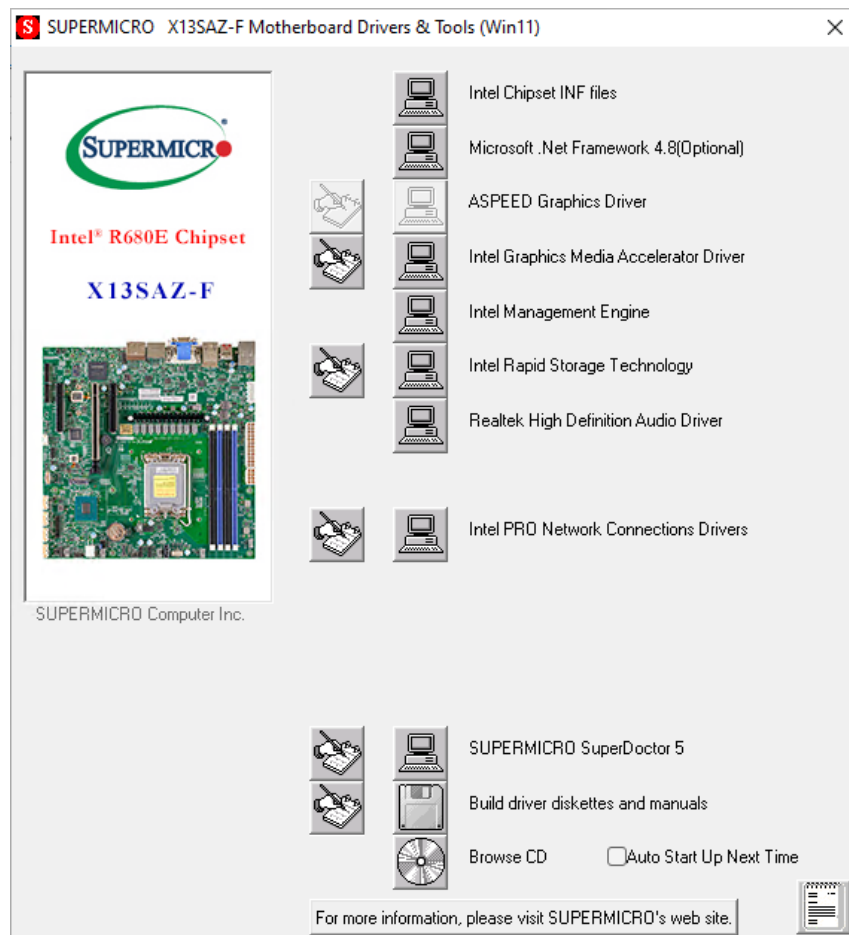 SUPERMICRO X13SAZ-F Motherboard Drivers & Tools (Win11)
SUPERMICRO
Intel® R680E Chipset
X13SAZ-F
SUPERMICRO Computer Inc.
Intel Chipset INF files
Microsoft .Net Framework 4.8(Optional)
ASPEED Graphics Driver
Intel Graphics Media Accelerator Driver
Intel Management Engine
Intel Rapid Storage Technology
Realtek High Definition Audio Driver
Intel PRO Network Connections Drivers
SUPERMICRO SuperDoctor 5
Build driver diskettes and manuals
Browse CD
Auto Start Up Next Time
For more information, please visit SUPERMICRO's web site.